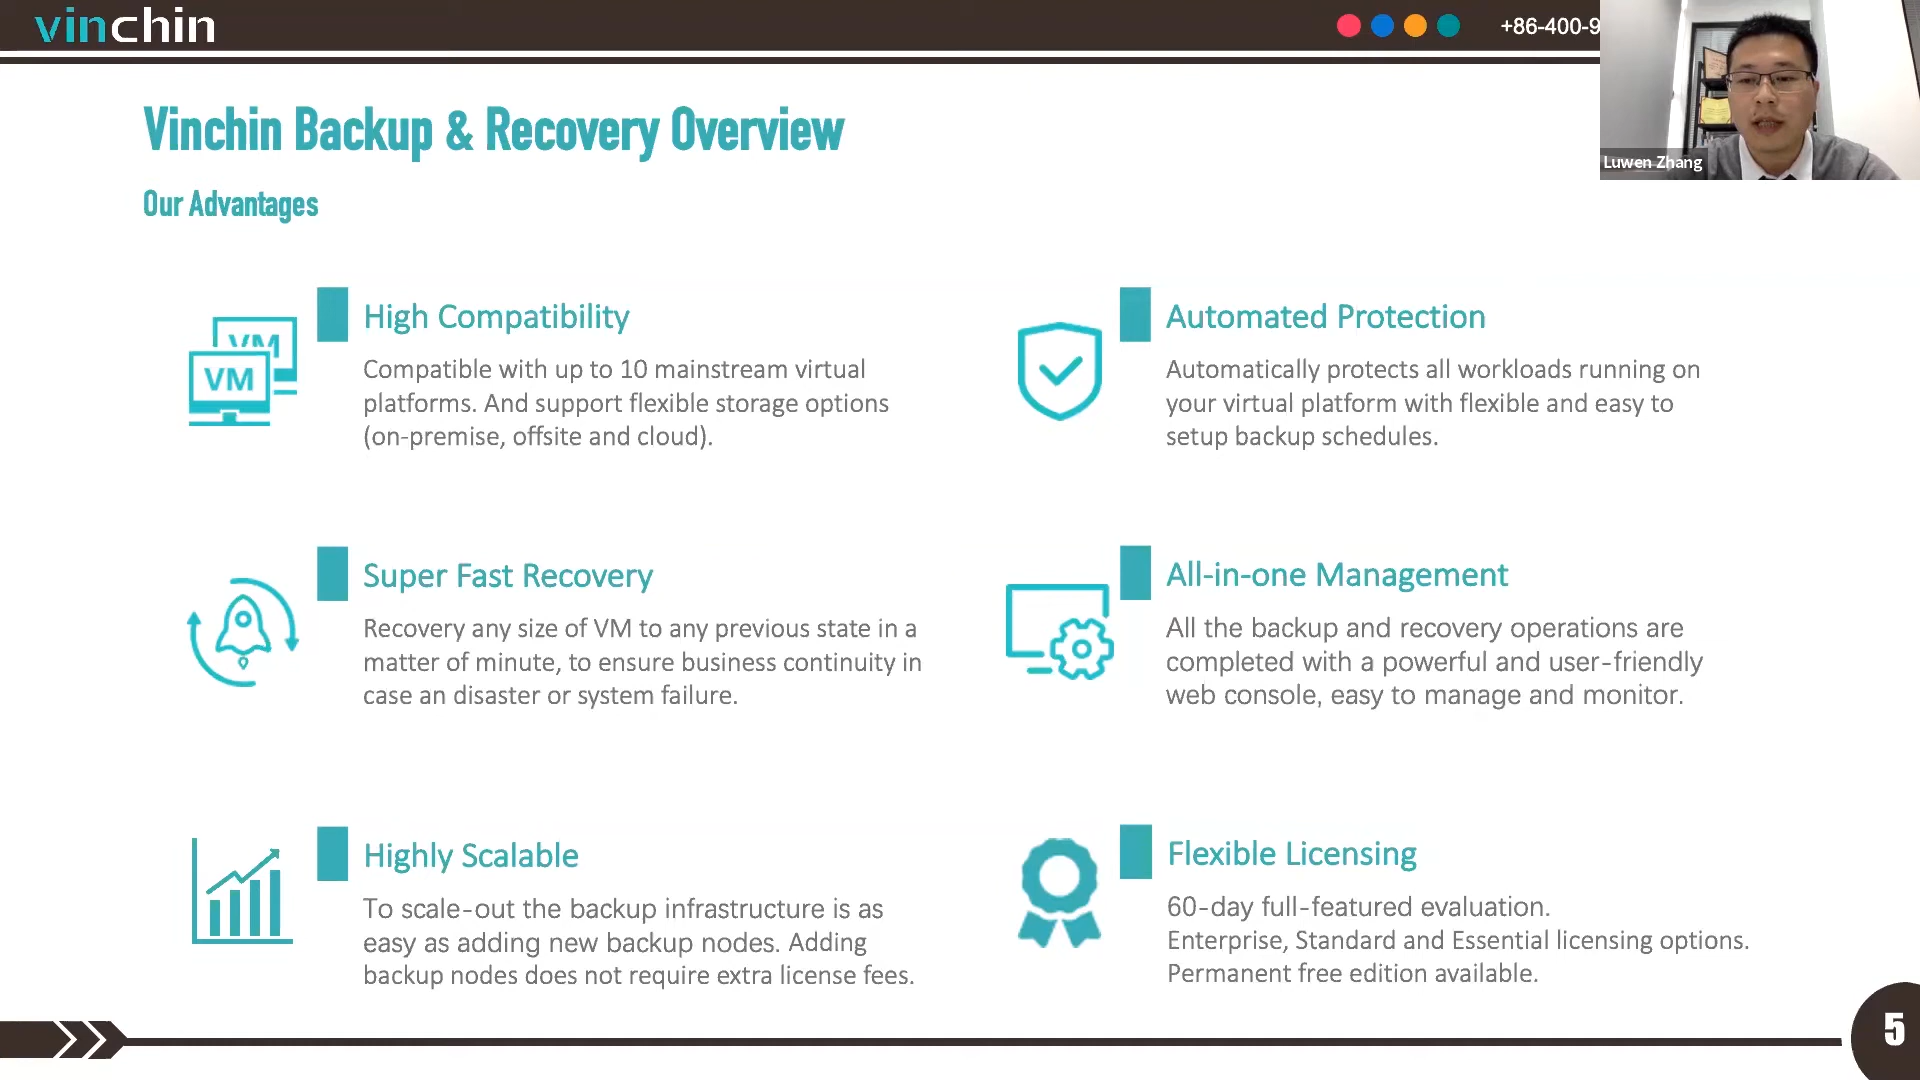 vinchin
+86-400-9
Luwen Zhang
Vinchin Backup & Recovery Overview
Our Advantages
VM
VM
High Compatibility
Compatible with up to 10 mainstream virtual
platforms. And support flexible storage options
(on-premise, offsite and cloud).
Automated Protection
Automatically protects all workloads running on
your virtual platform with flexible and easy to
setup backup schedules.
Super Fast Recovery
Recovery any size of VM to any previous state in a
matter of minute, to ensure business continuity in
case an disaster or system failure.
All-in-one Management
All the backup and recovery operations are
completed with a powerful and user-friendly
web console, easy to manage and monitor.
Highly Scalable
To scale-out the backup infrastructure is as
easy as adding new backup nodes. Adding
backup nodes does not require extra license fees.
Flexible Licensing
60-day full-featured evaluation.
Enterprise, Standard and Essential licensing options.
Permanent free edition available.
5